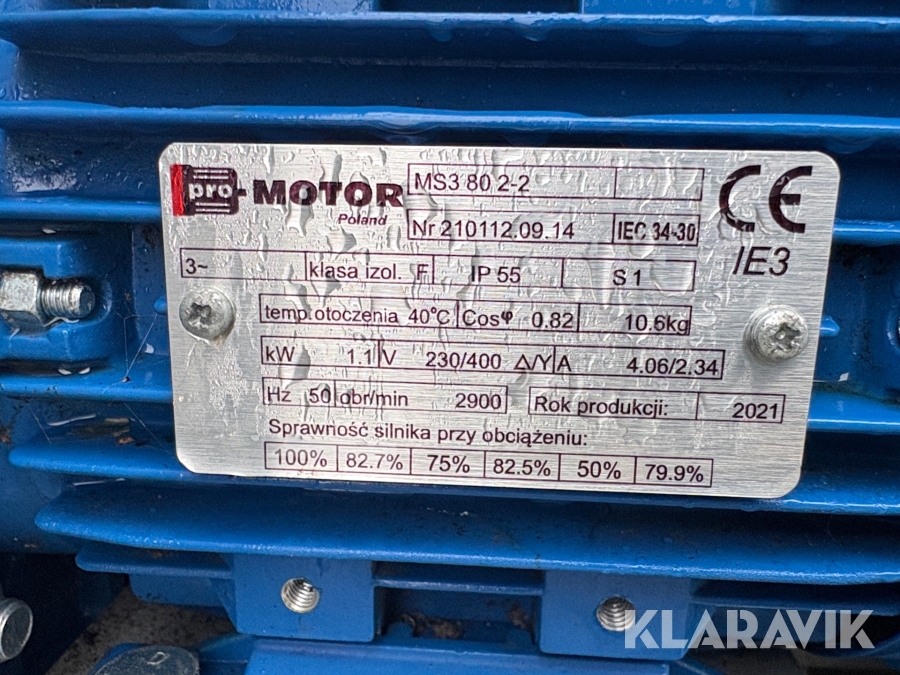 pro-MOTOR
Poland
MS3 80 2-2
Nr 210112.09.14 IEC 34-30
CE
IE3
3~ klasa izol. F IP 55 S 1
temp. otoczenia 40°C Cosφ 0.82 10.6kg
kW 1.1 V 230/400 Δ/Y A 4.06/2.34
Hz 50 obr/min 2900 Rok produkcji: 2021
Sprawność silnika przy obciążeniu:
100% 82.7% 75% 82.5% 50% 79.9%
KLARAVIK